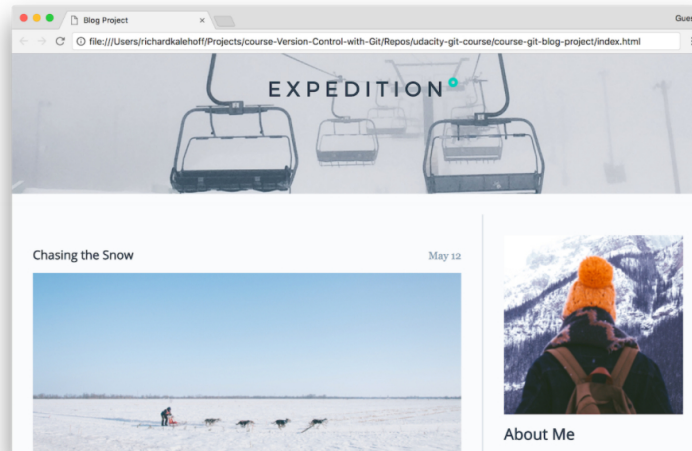 Blog Project
Gue
file:///Users/richardkalehoff/Projects/course-Version-Control-with-Git/Repos/udacity-git-course/course-git-blog-project/index.html
EXPEDITION
Chasing the Snow
May 12
About Me